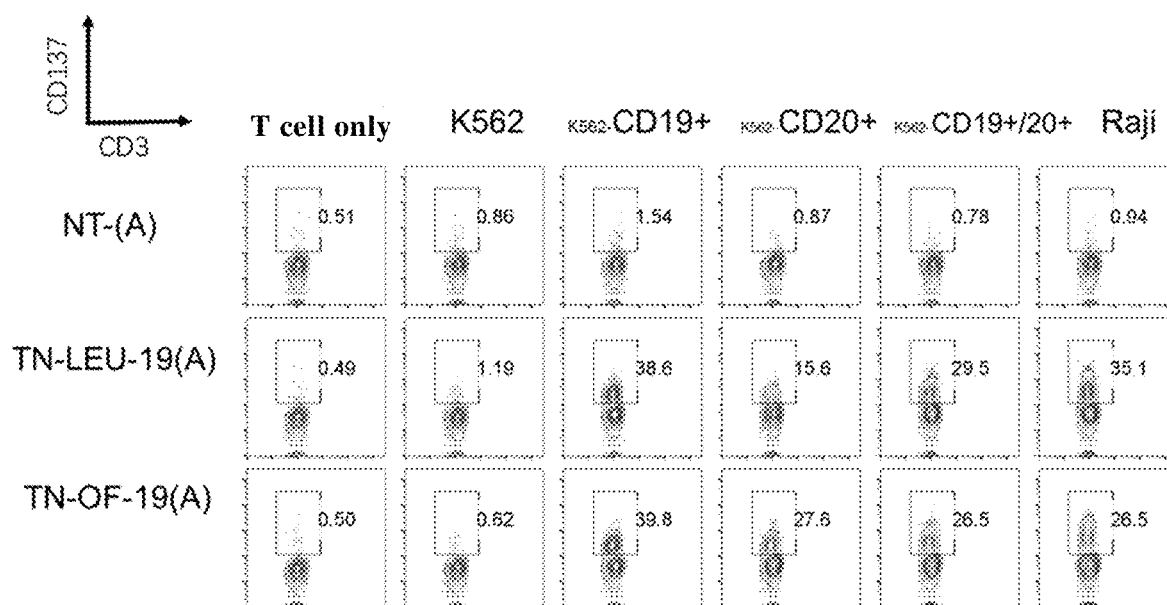 CD137
CD3
T cell only K562 K562-CD19+ K562-CD20+ K562-CD19+/20+ Raji
NT-(A) 0.51 0.86 1.54 0.87 0.78 0.94
TN-LEU-19(A) 0.49 1.19 38.6 15.6 29.5 35.1
TN-OF-19(A) 0.50 0.62 39.8 27.6 26.5 26.5